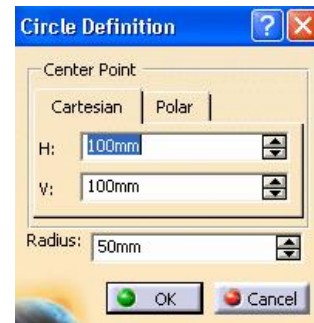 Circle Definition
Center Point
Cartesian Polar
H: 100mm
V: 100mm
Radius: 50mm
OK Cancel